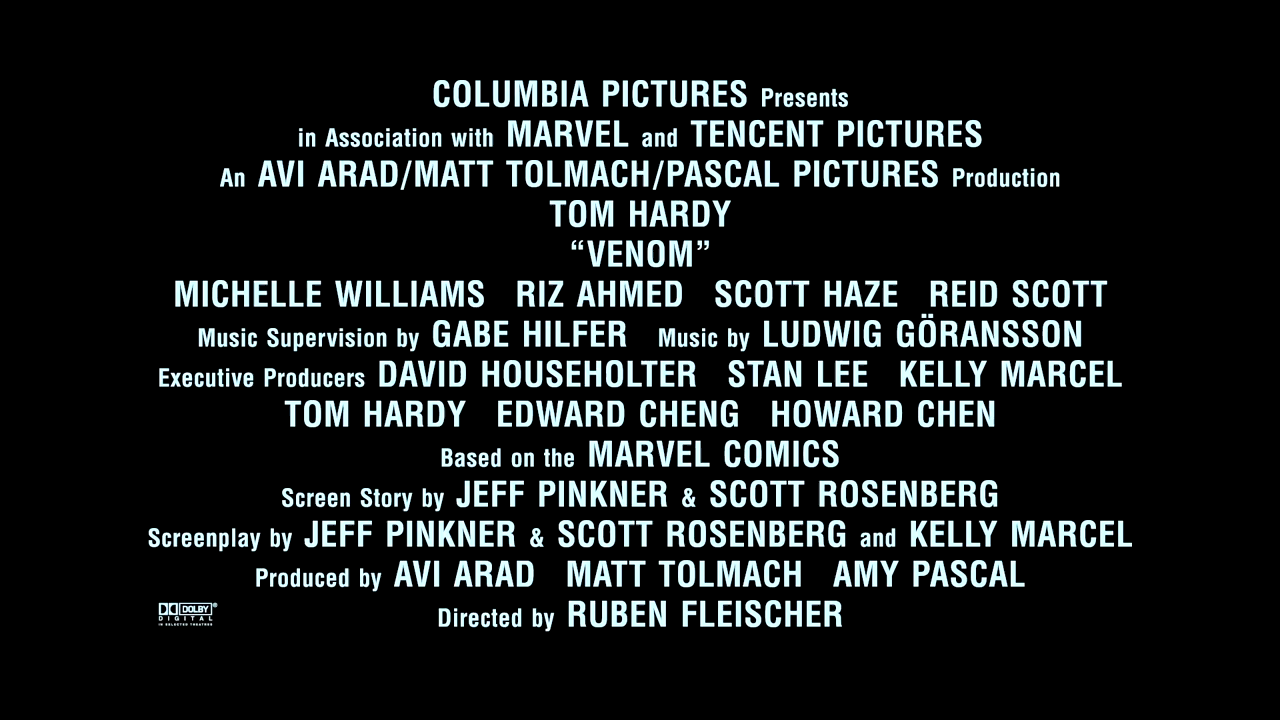 COLUMBIA PICTURES Presents
in Association with MARVEL and TENCENT PICTURES
An AVI ARAD/MATT TOLMACH/PASCAL PICTURES Production
TOM HARDY
“VENOM”
MICHELLE WILLIAMS RIZ AHMED SCOTT HAZE REID SCOTT
Music Supervision by GABE HILFER Music by LUDWIG GÖRANSSON
Executive Producers DAVID HOUSEHOLTER STAN LEE KELLY MARCEL
TOM HARDY EDWARD CHENG HOWARD CHEN
Based on the MARVEL COMICS
Screen Story by JEFF PINKNER & SCOTT ROSENBERG
Screenplay by JEFF PINKNER & SCOTT ROSENBERG and KELLY MARCEL
Produced by AVI ARAD MATT TOLMACH AMY PASCAL
Directed by RUBEN FLEISCHER
DOLBY®
DIGITAL
IN SELECTED THEATRES